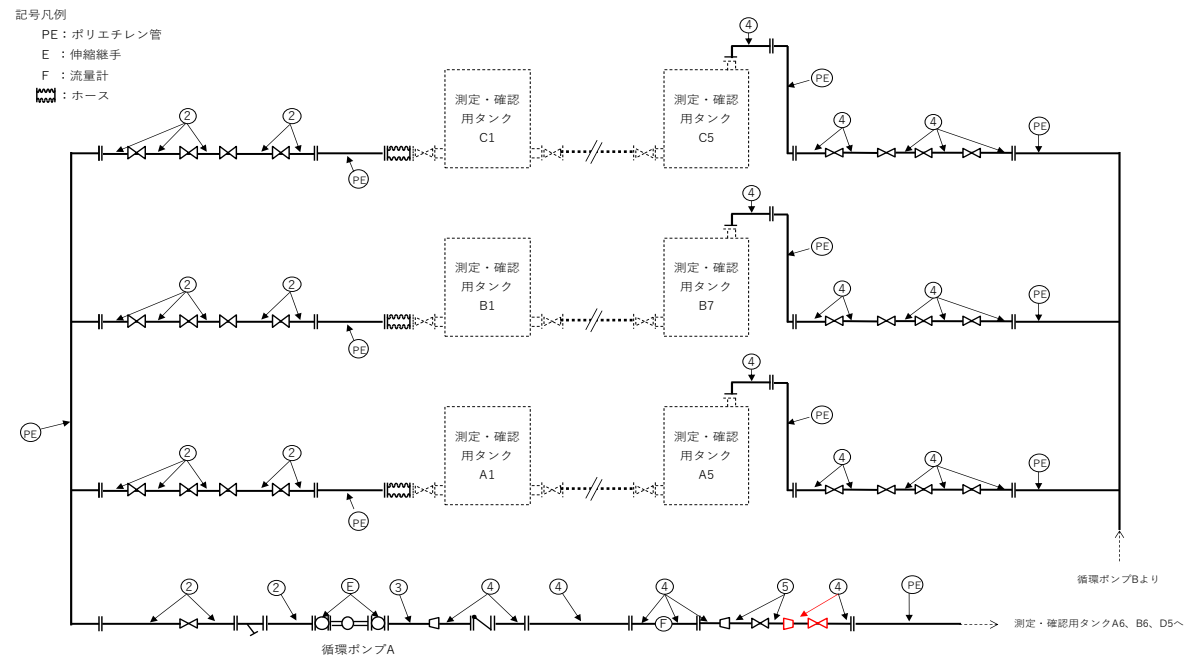 記号凡例
PE：ポリエチレン管
E ：伸縮継手
F ：流量計
：ホース
④
PE
測定・確認
用タンク
C1
測定・確認
用タンク
C5
②
②
④
④
PE
PE
④
PE
測定・確認
用タンク
B1
測定・確認
用タンク
B7
②
②
④
④
PE
PE
④
PE
測定・確認
用タンク
A1
測定・確認
用タンク
A5
PE
②
②
④
④
PE
PE
循環ポンプBより
②
②
E
③
④
④
④
⑤
④
PE
F
測定・確認用タンクA6、B6、D5へ
循環ポンプA